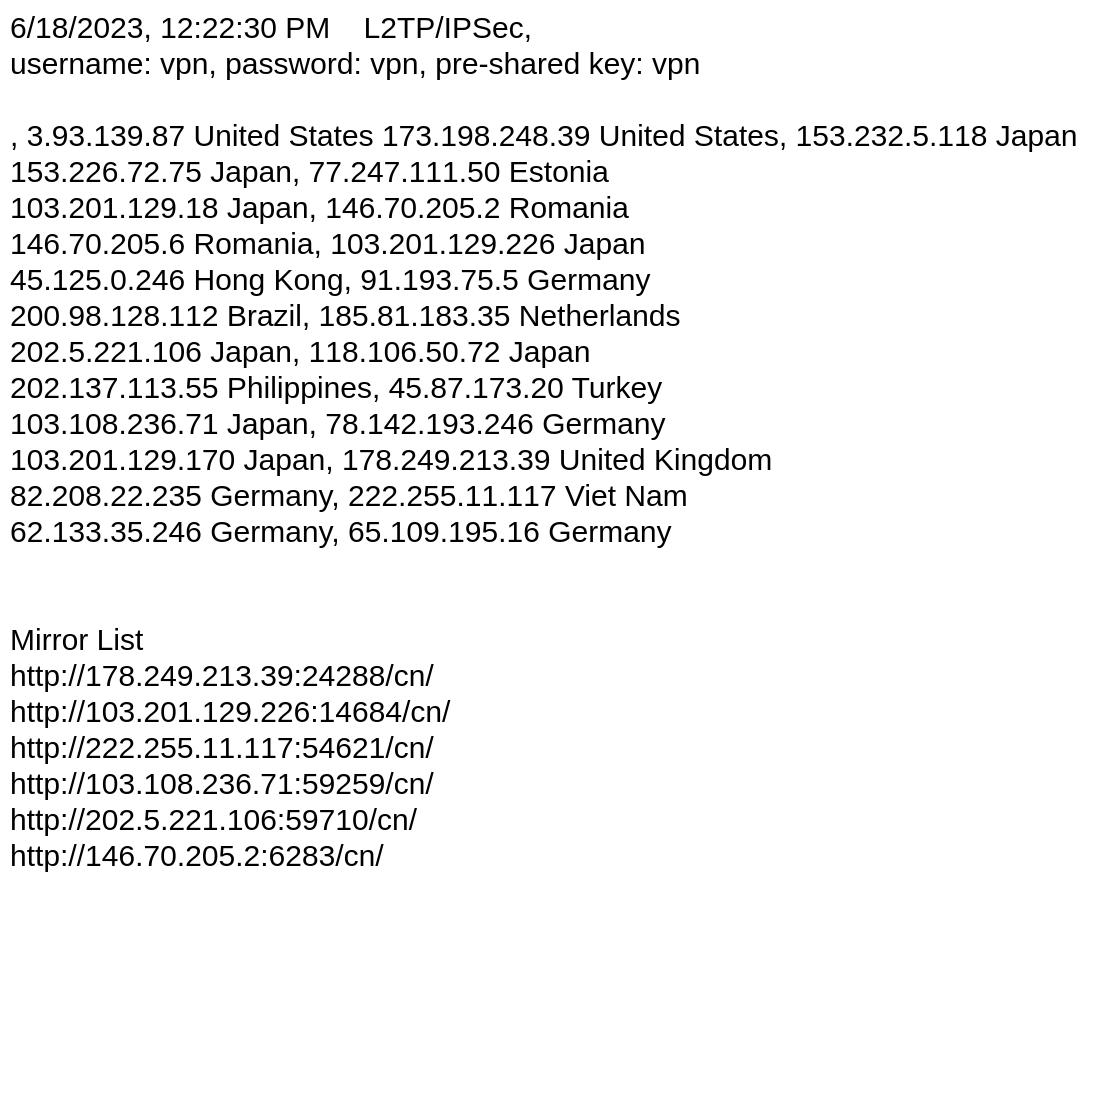 6/18/2023, 12:22:30 PM    L2TP/IPSec,
username: vpn, password: vpn, pre-shared key: vpn
, 3.93.139.87 United States 173.198.248.39 United States, 153.232.5.118 Japan
153.226.72.75 Japan, 77.247.111.50 Estonia
103.201.129.18 Japan, 146.70.205.2 Romania
146.70.205.6 Romania, 103.201.129.226 Japan
45.125.0.246 Hong Kong, 91.193.75.5 Germany
200.98.128.112 Brazil, 185.81.183.35 Netherlands
202.5.221.106 Japan, 118.106.50.72 Japan
202.137.113.55 Philippines, 45.87.173.20 Turkey
103.108.236.71 Japan, 78.142.193.246 Germany
103.201.129.170 Japan, 178.249.213.39 United Kingdom
82.208.22.235 Germany, 222.255.11.117 Viet Nam
62.133.35.246 Germany, 65.109.195.16 Germany
Mirror List
http://178.249.213.39:24288/cn/
http://103.201.129.226:14684/cn/
http://222.255.11.117:54621/cn/
http://103.108.236.71:59259/cn/
http://202.5.221.106:59710/cn/
http://146.70.205.2:6283/cn/